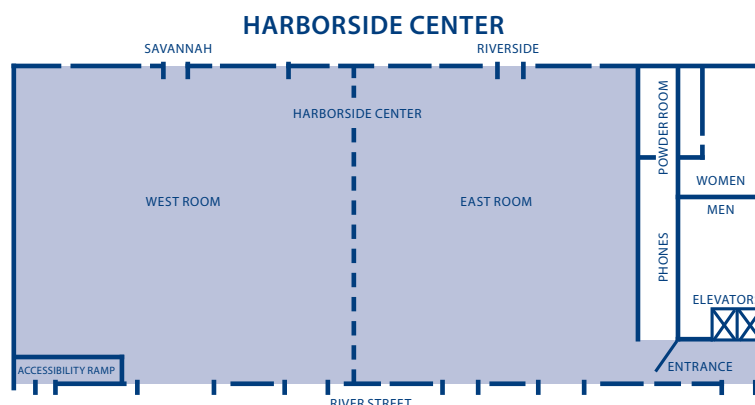 HARBORSIDE CENTER
SAVANNAH
RIVERSIDE
HARBORSIDE CENTER
POWDER ROOM
WEST ROOM
EAST ROOM
WOMEN
MEN
PHONES
ELEVATOR
ACCESSIBILITY RAMP
ENTRANCE
RIVER STREET